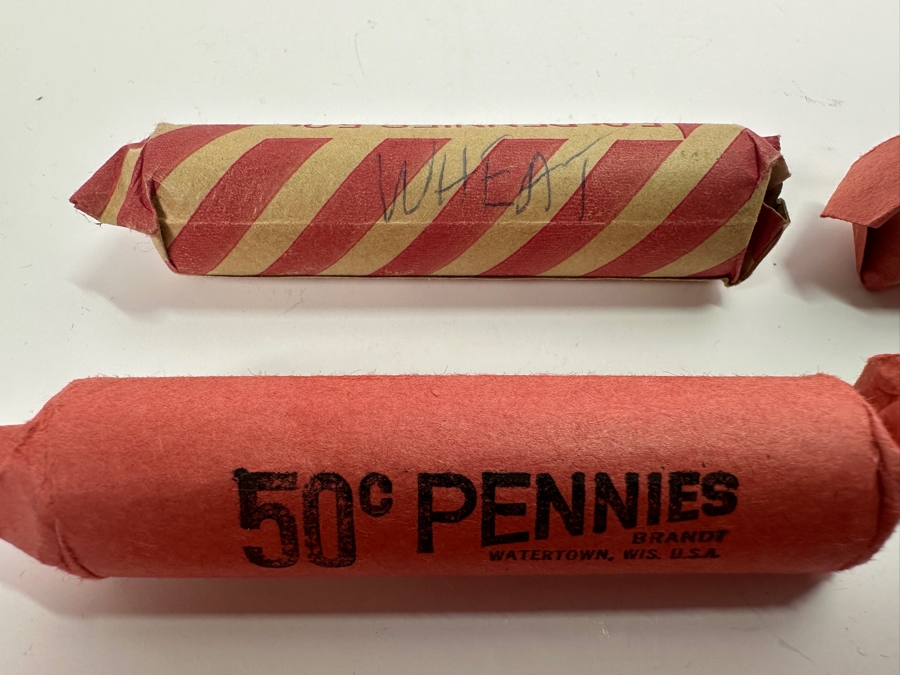 WHEAT
50c PENNIES
BRANDT
WATERTOWN, WIS. U.S.A.